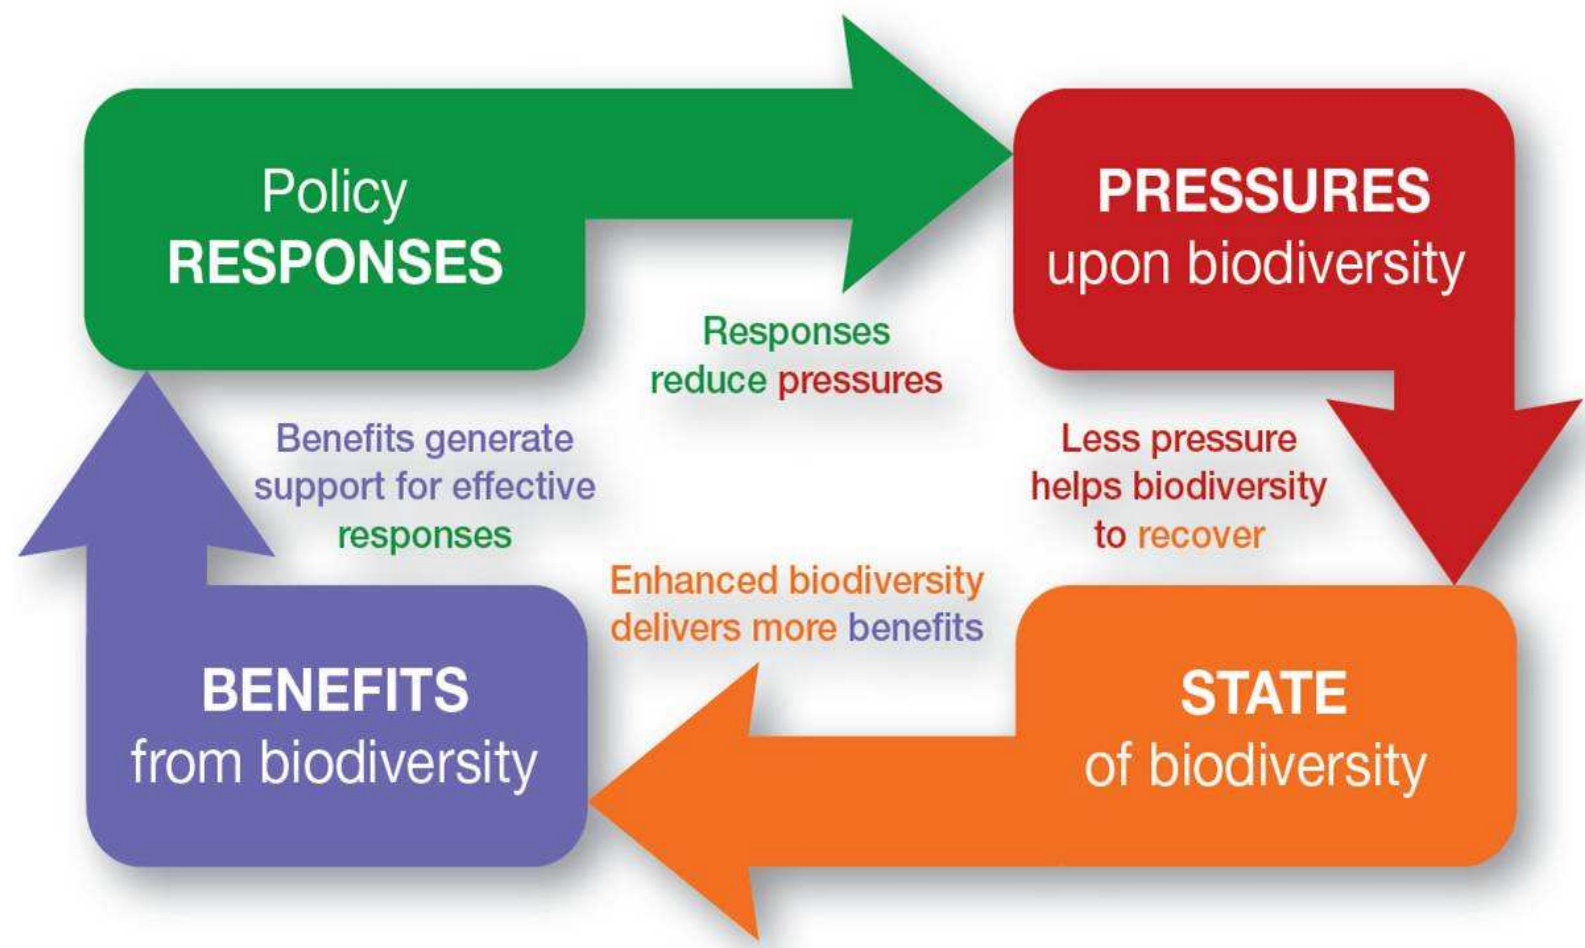 Policy
RESPONSES
PRESSURES
upon biodiversity
Responses
reduce pressures
Benefits generate
support for effective
responses
Less pressure
helps biodiversity
to recover
Enhanced biodiversity
delivers more benefits
BENEFITS
from biodiversity
STATE
of biodiversity